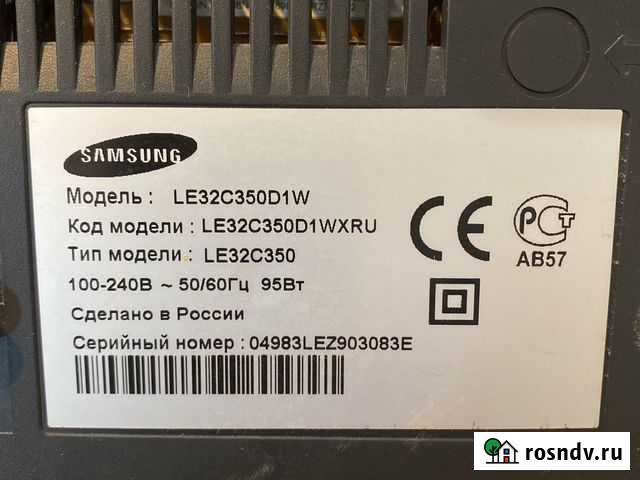 SAMSUNG
Модель : LE32C350D1W
Код модели : LE32C350D1WXRU
Тип модели : LE32C350
100-240В ~ 50/60Гц 95Вт
Сделано в России
Серийный номер : 04983LEZ903083E
CE
РСТ
АВ57
rosndv.ru